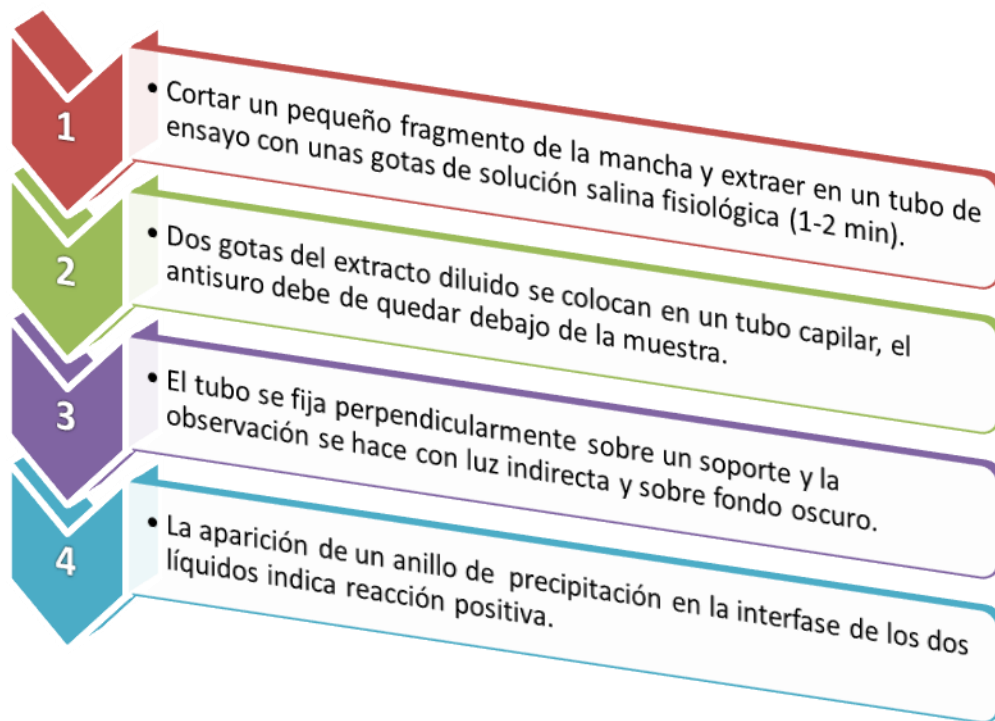 1
• Cortar un pequeño fragmento de la mancha y extraer en un tubo de
ensayo con unas gotas de solución salina fisiológica (1-2 min).
2
• Dos gotas del extracto diluido se colocan en un tubo capilar, el
antisuro debe de quedar debajo de la muestra.
3
• El tubo se fija perpendicularmente sobre un soporte y la
observación se hace con luz indirecta y sobre fondo oscuro.
4
• La aparición de un anillo de precipitación en la interfase de los dos
líquidos indica reacción positiva.